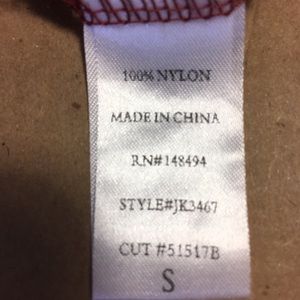 100% NYLON
MADE IN CHINA
RN#148494
STYLE#JK3467
CUT #51517B
S